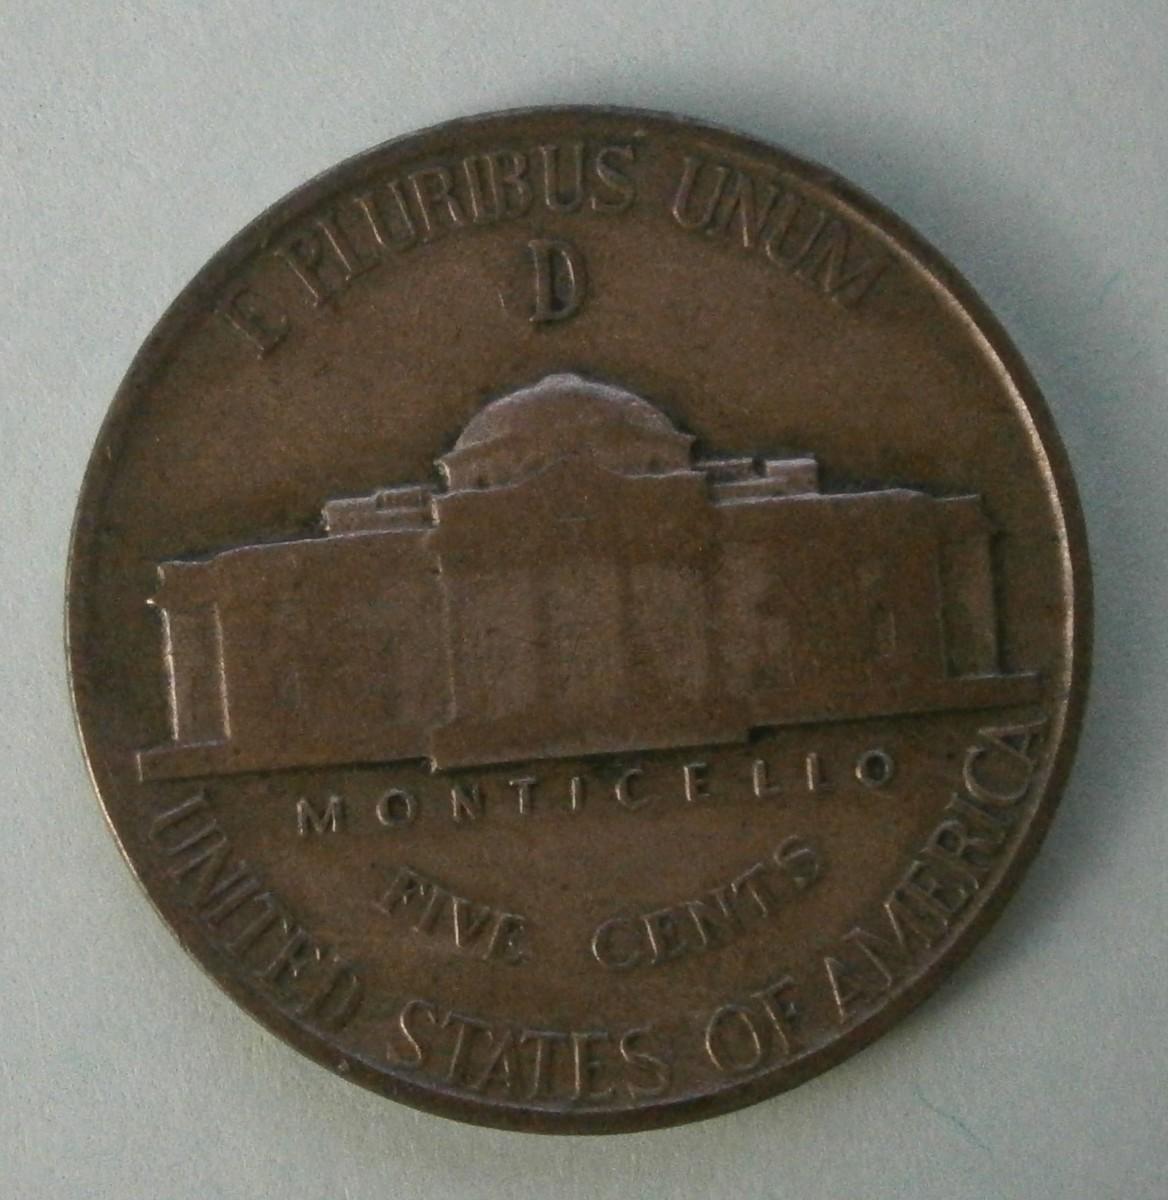 E PLURIBUS UNUM
D
MONTICELLO
FIVE CENTS
UNITED STATES OF AMERICA